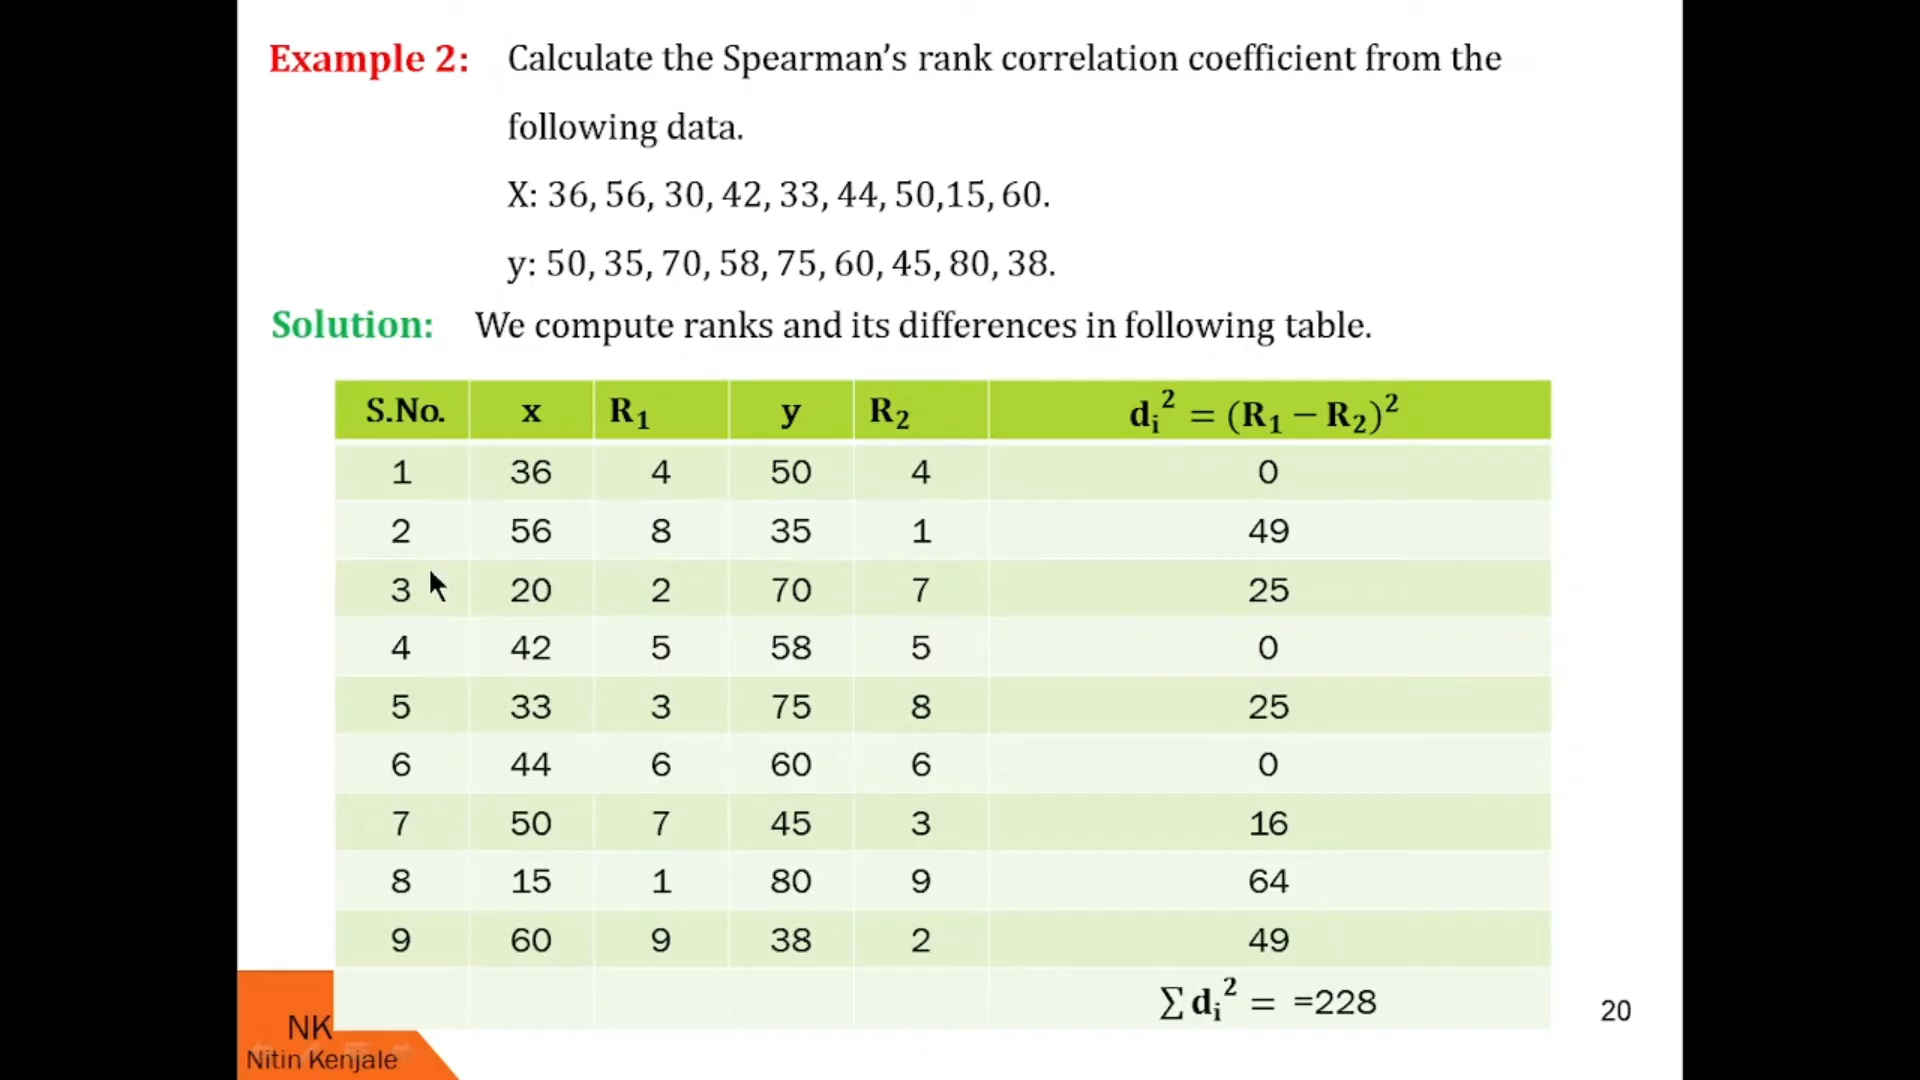 Example 2: Calculate the Spearman’s rank correlation coefficient from the
following data.
X: 36, 56, 30, 42, 33, 44, 50,15, 60.
y: 50, 35, 70, 58, 75, 60, 45, 80, 38.
Solution: We compute ranks and its differences in following table.
S.No. x R₁ y R₂ dᵢ² = (R₁ − R₂)²
1 36 4 50 4 0
2 56 8 35 1 49
3 20 2 70 7 25
4 42 5 58 5 0
5 33 3 75 8 25
6 44 6 60 6 0
7 50 7 45 3 16
8 15 1 80 9 64
9 60 9 38 2 49
∑ dᵢ² = =228
20
NK
Nitin Kenjale